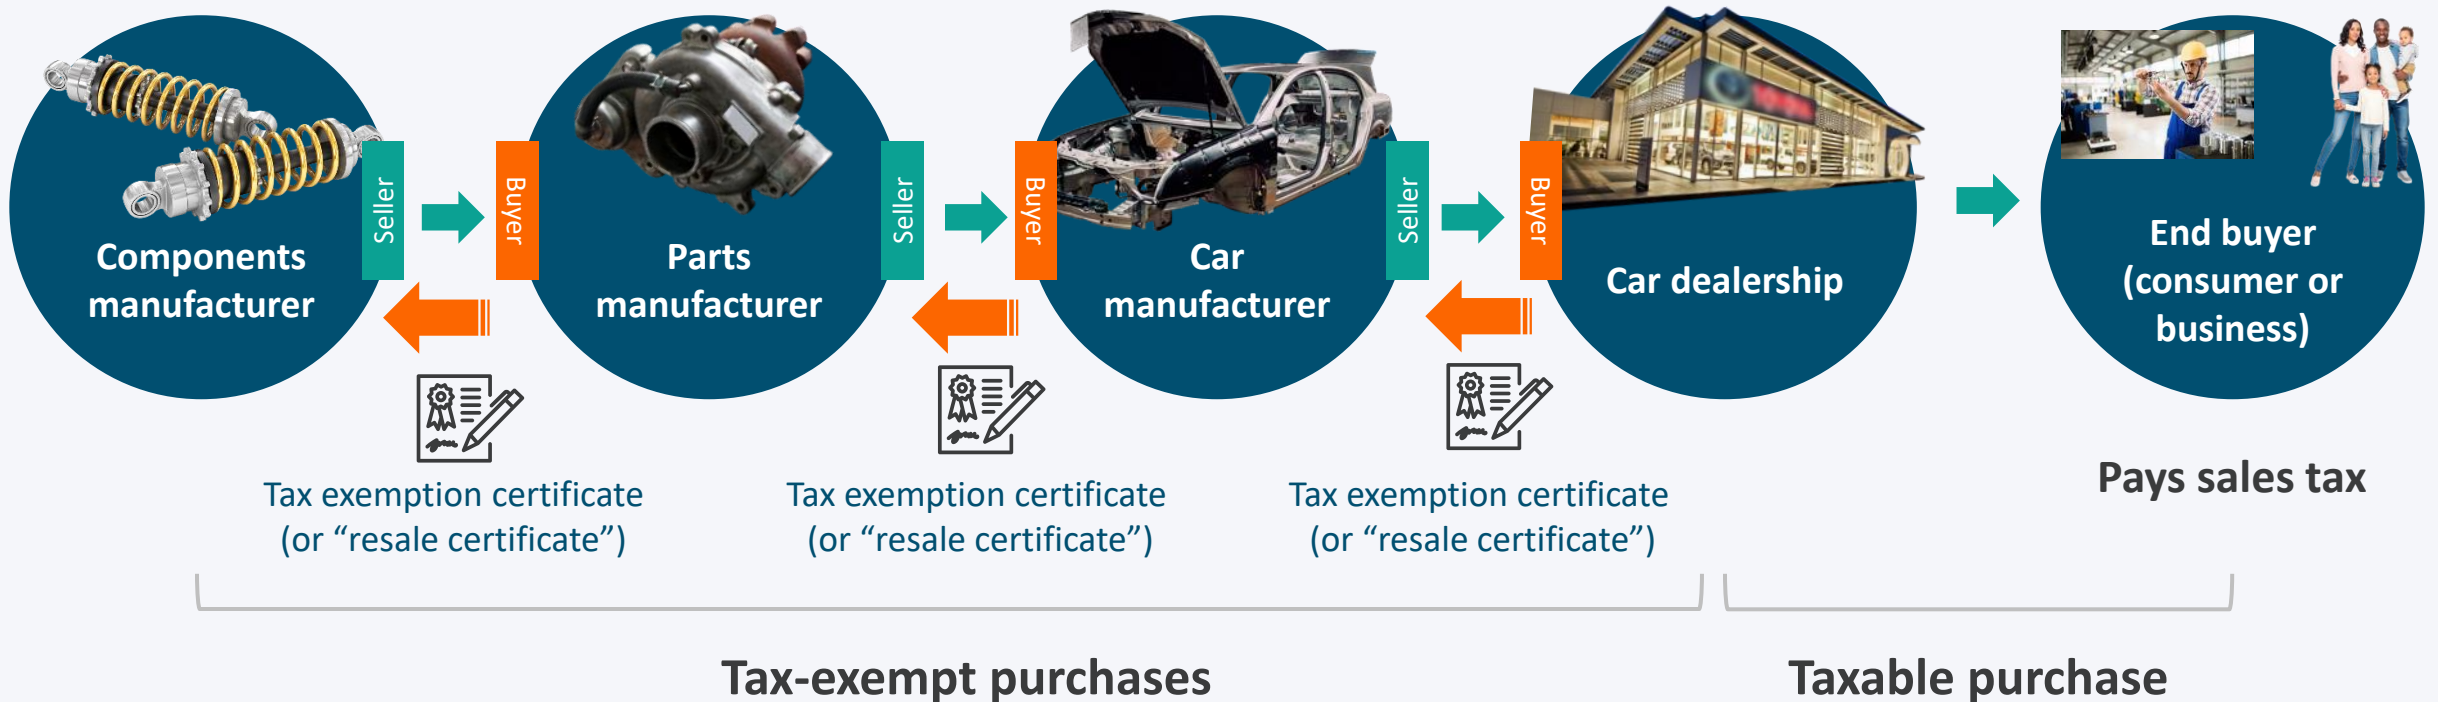 Components
manufacturer
Seller
Buyer
Parts
manufacturer
Seller
Buyer
Car
manufacturer
Seller
Buyer
Car dealership
End buyer
(consumer or
business)
Tax exemption certificate
(or “resale certificate”)
Tax exemption certificate
(or “resale certificate”)
Tax exemption certificate
(or “resale certificate”)
Pays sales tax
Tax-exempt purchases
Taxable purchase